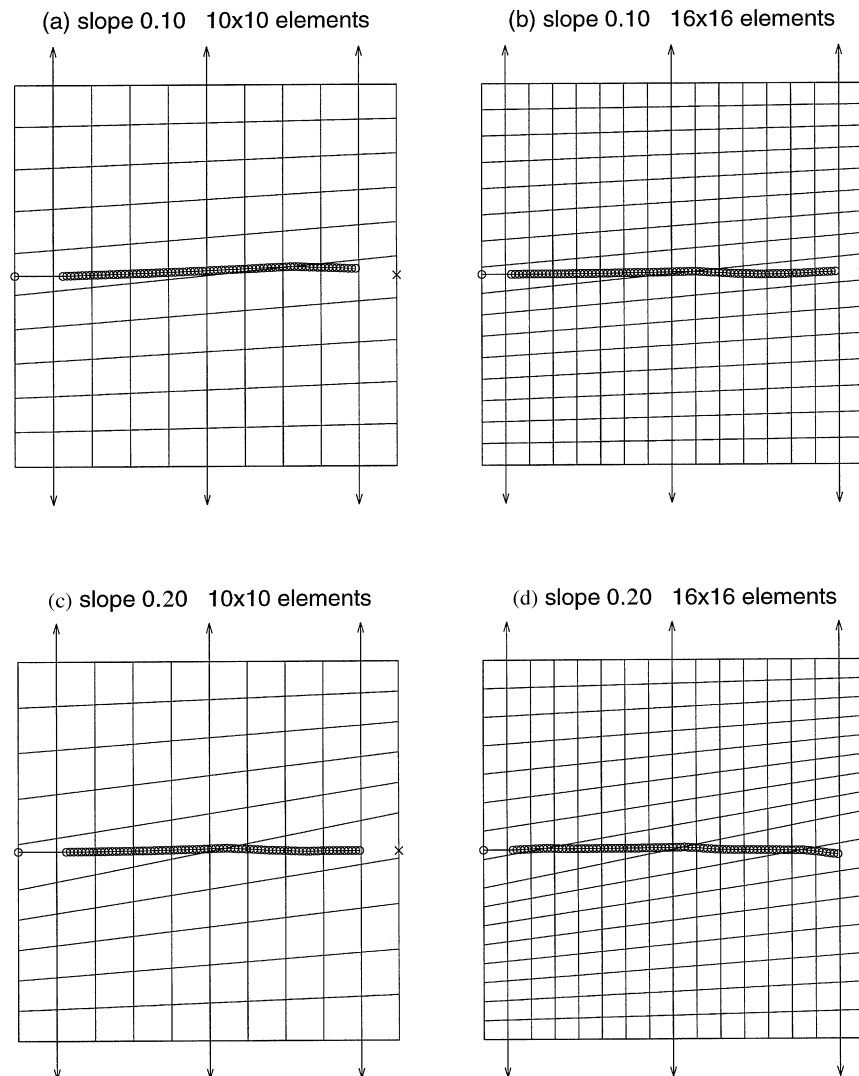 (a) slope 0.10 10x10 elements
(b) slope 0.10 16x16 elements
(c) slope 0.20 10x10 elements
(d) slope 0.20 16x16 elements